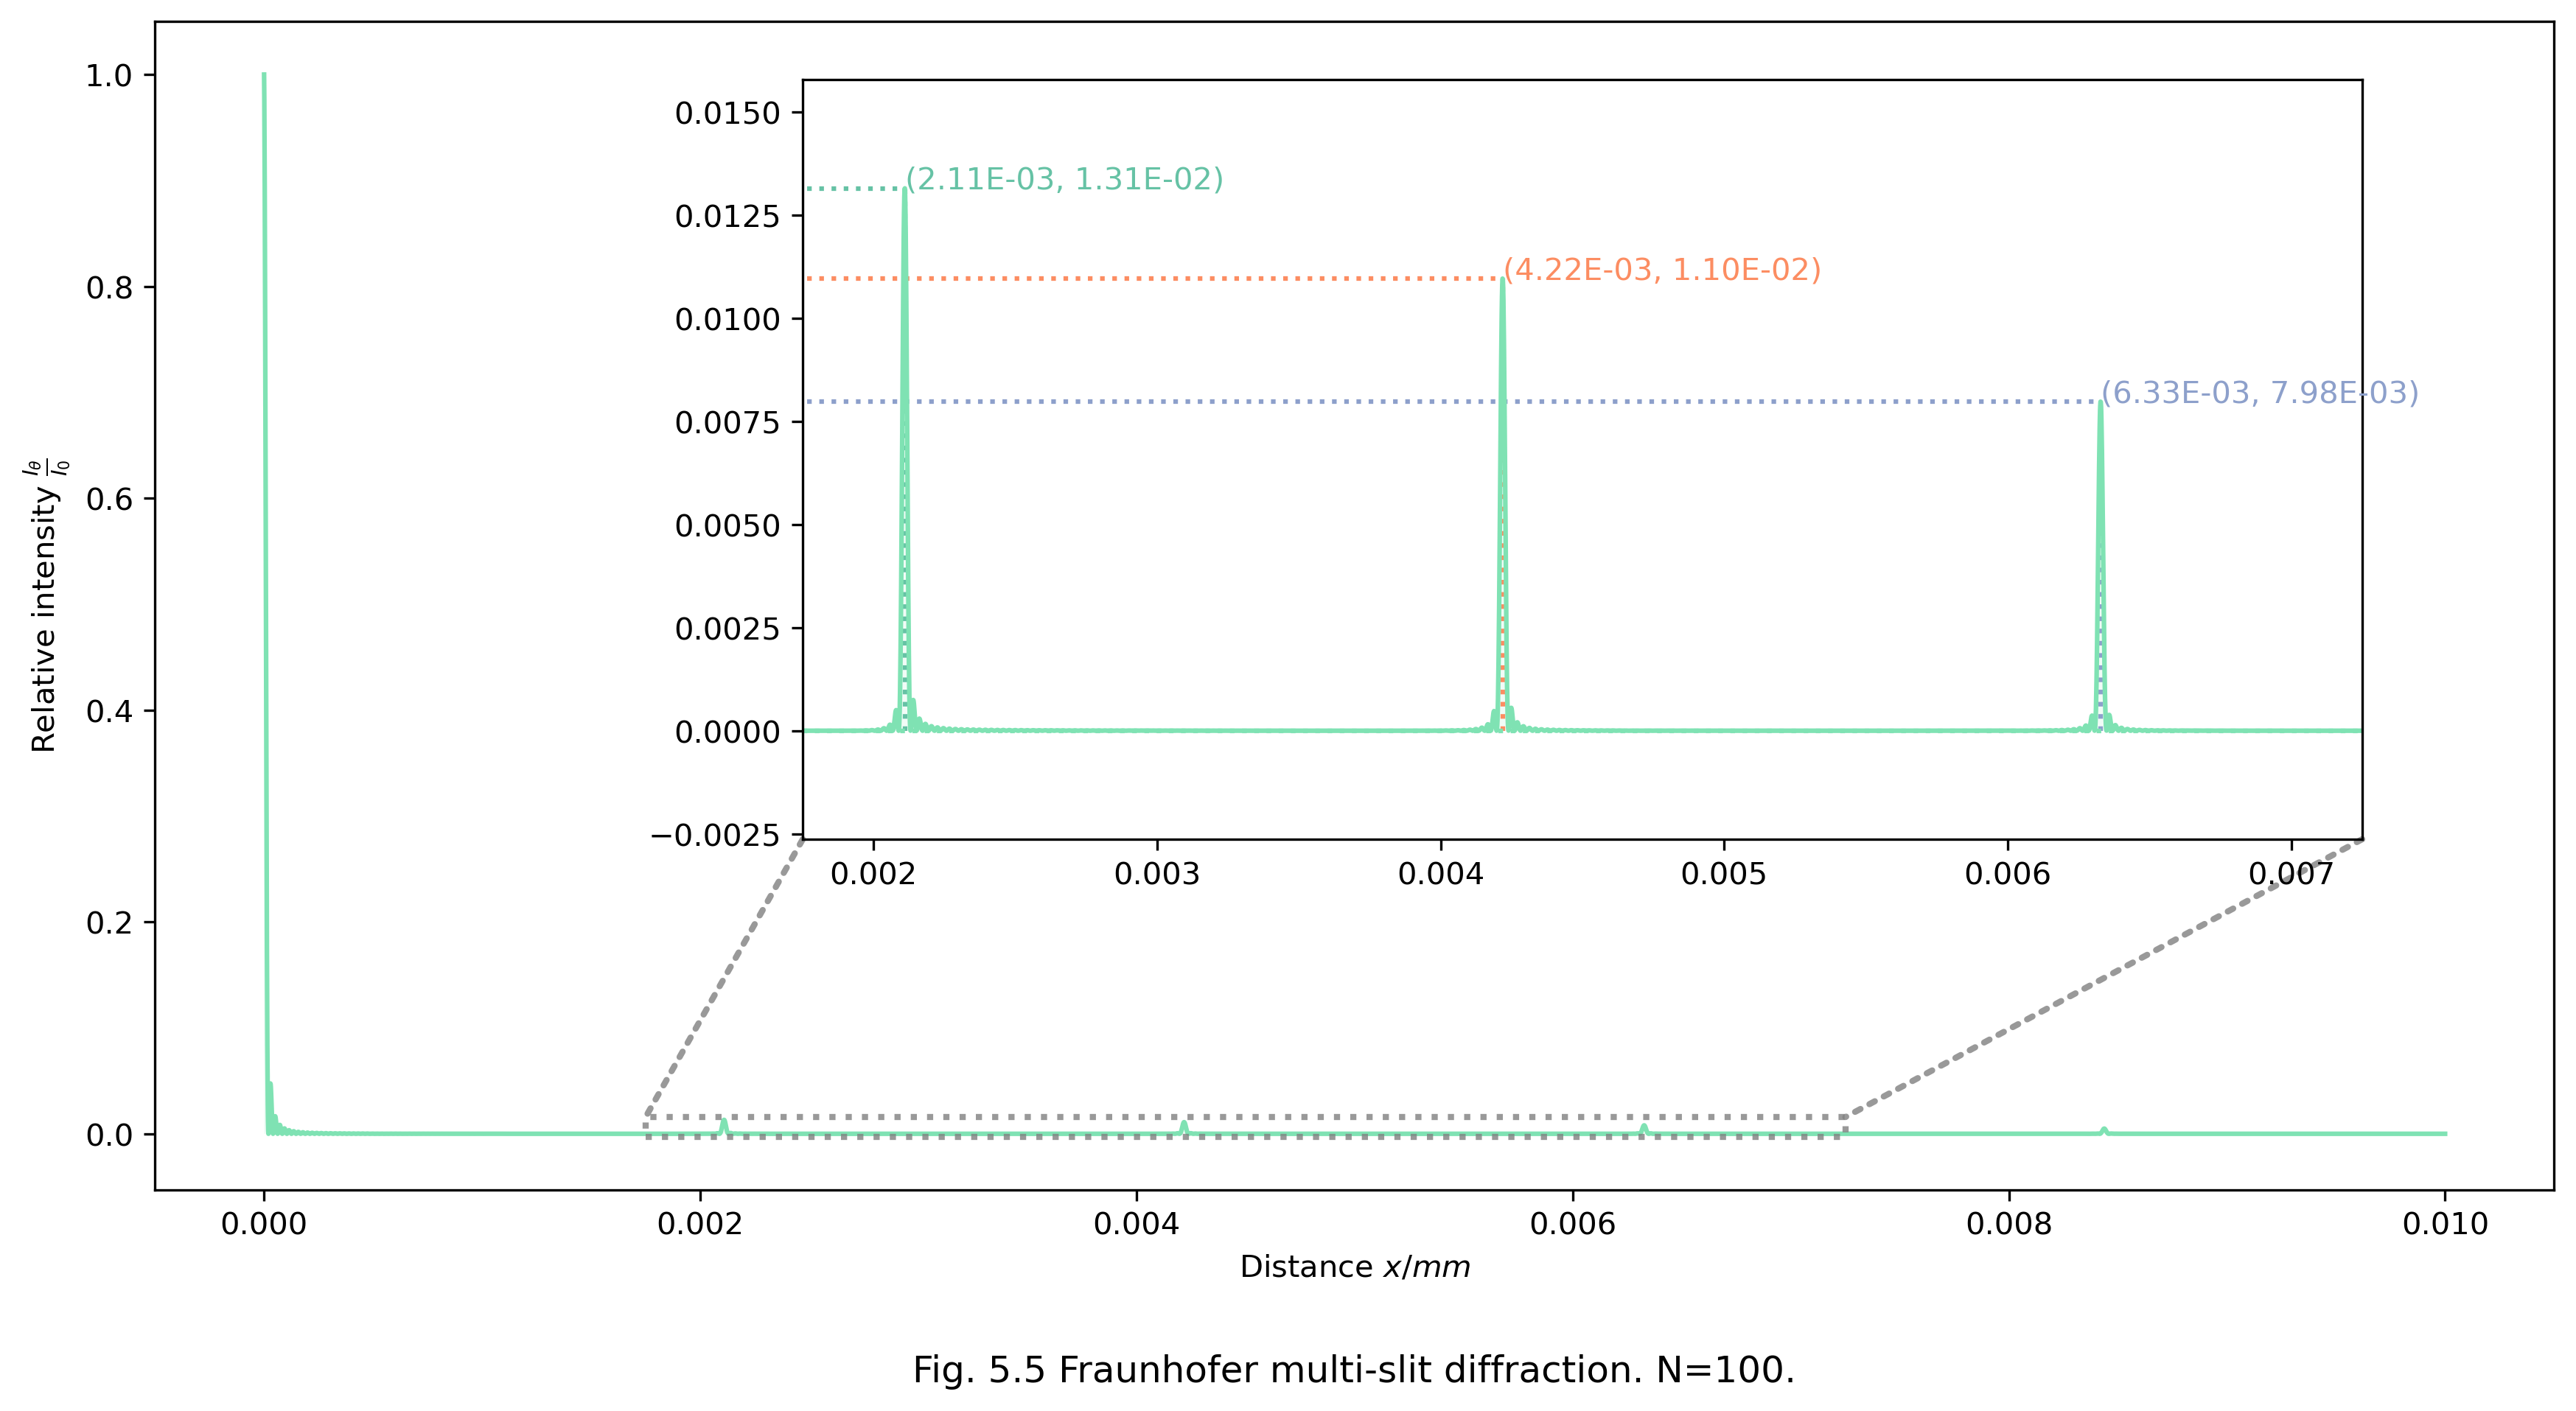 1.0
0.8
0.6
0.4
0.2
0.0
Relative intensity I_θ/I_0
0.0150
0.0125
0.0100
0.0075
0.0050
0.0025
0.0000
−0.0025
(2.11E-03, 1.31E-02)
(4.22E-03, 1.10E-02)
(6.33E-03, 7.98E-03)
0.002 0.003 0.004 0.005 0.006 0.007
0.000 0.002 0.004 0.006 0.008 0.010
Distance x/mm
Fig. 5.5 Fraunhofer multi-slit diffraction. N=100.